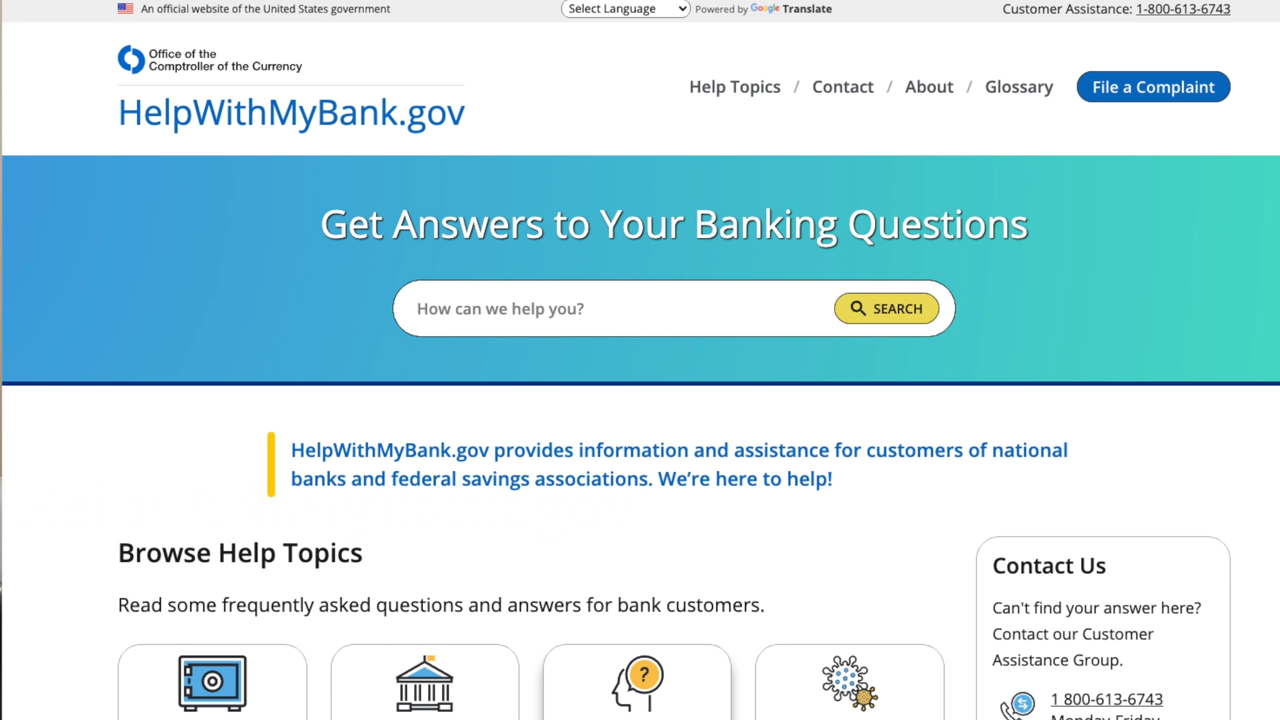 An official website of the United States government
Select Language
Powered by Google Translate
Customer Assistance: 1-800-613-6743
Office of the
Comptroller of the Currency
HelpWithMyBank.gov
Help Topics / Contact / About / Glossary
File a Complaint
Get Answers to Your Banking Questions
How can we help you?
SEARCH
HelpWithMyBank.gov provides information and assistance for customers of national
banks and federal savings associations. We’re here to help!
Browse Help Topics
Read some frequently asked questions and answers for bank customers.
?
Contact Us
Can't find your answer here?
Contact our Customer
Assistance Group.
1 800-613-6743
Monday-Friday